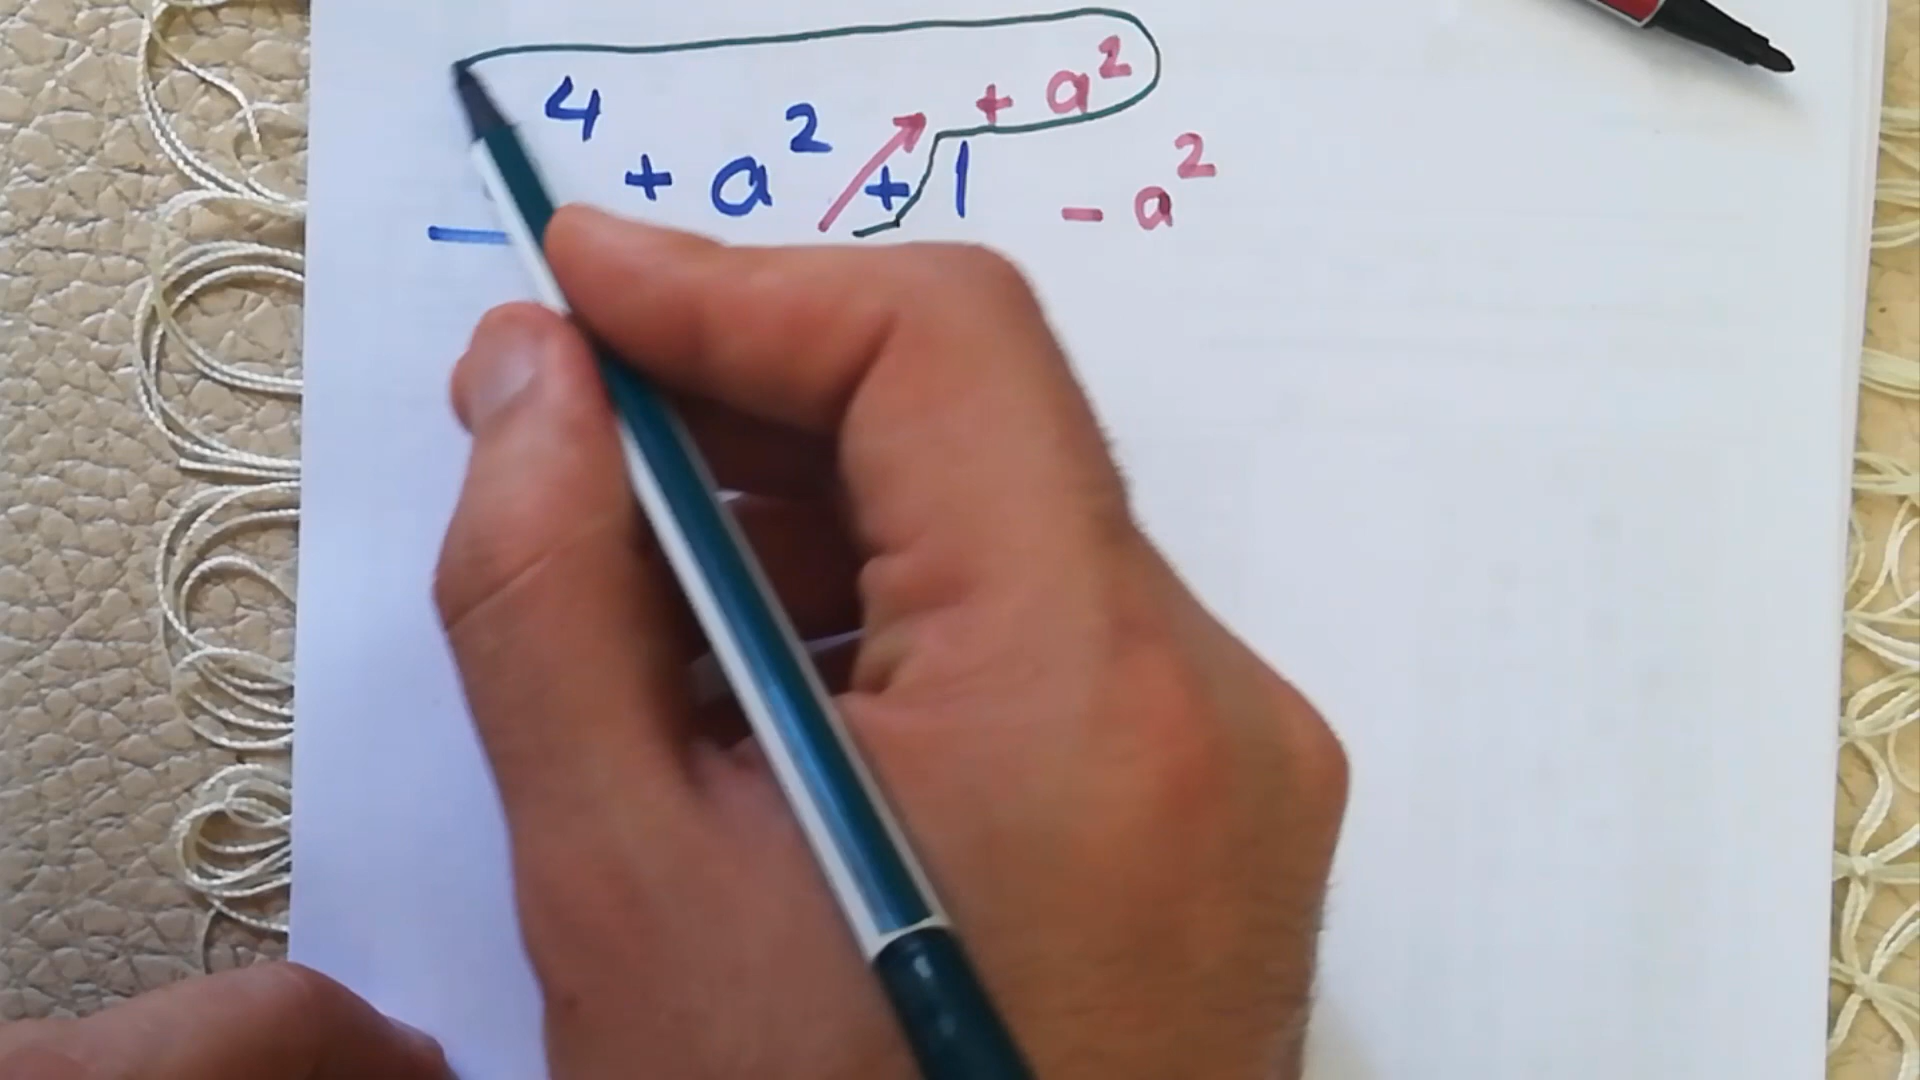 + a²
⁴ + a² + 1 - a²